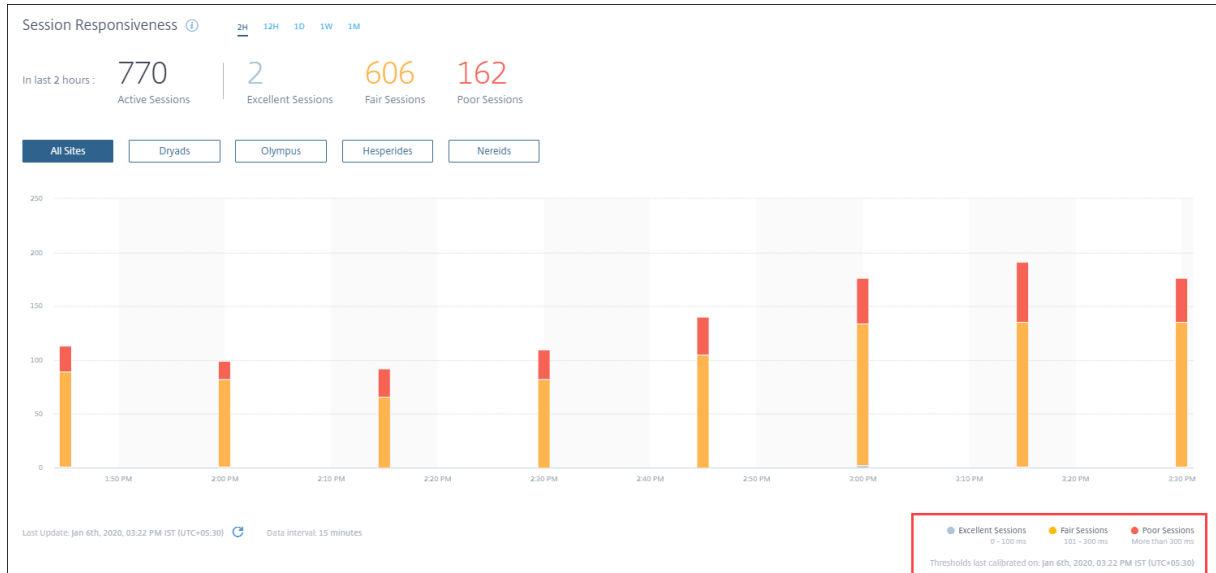 Session Responsiveness i 2H 12H 1D 1W 1M
In last 2 hours : 770 2 606 162
Active Sessions Excellent Sessions Fair Sessions Poor Sessions
All Sites Dryads Olympus Hesperides Nereids
250
200
150
100
50
0
1:50 PM 2:00 PM 2:10 PM 2:20 PM 2:30 PM 2:40 PM 2:50 PM 3:00 PM 3:10 PM 3:20 PM 3:30 PM
Last Update: Jan 6th, 2020, 03:22 PM IST (UTC+05:30) Data interval: 15 minutes
Excellent Sessions Fair Sessions Poor Sessions
0 - 100 ms 101 - 300 ms More than 300 ms
Thresholds last calibrated on: Jan 6th, 2020, 03:22 PM IST (UTC+05:30)